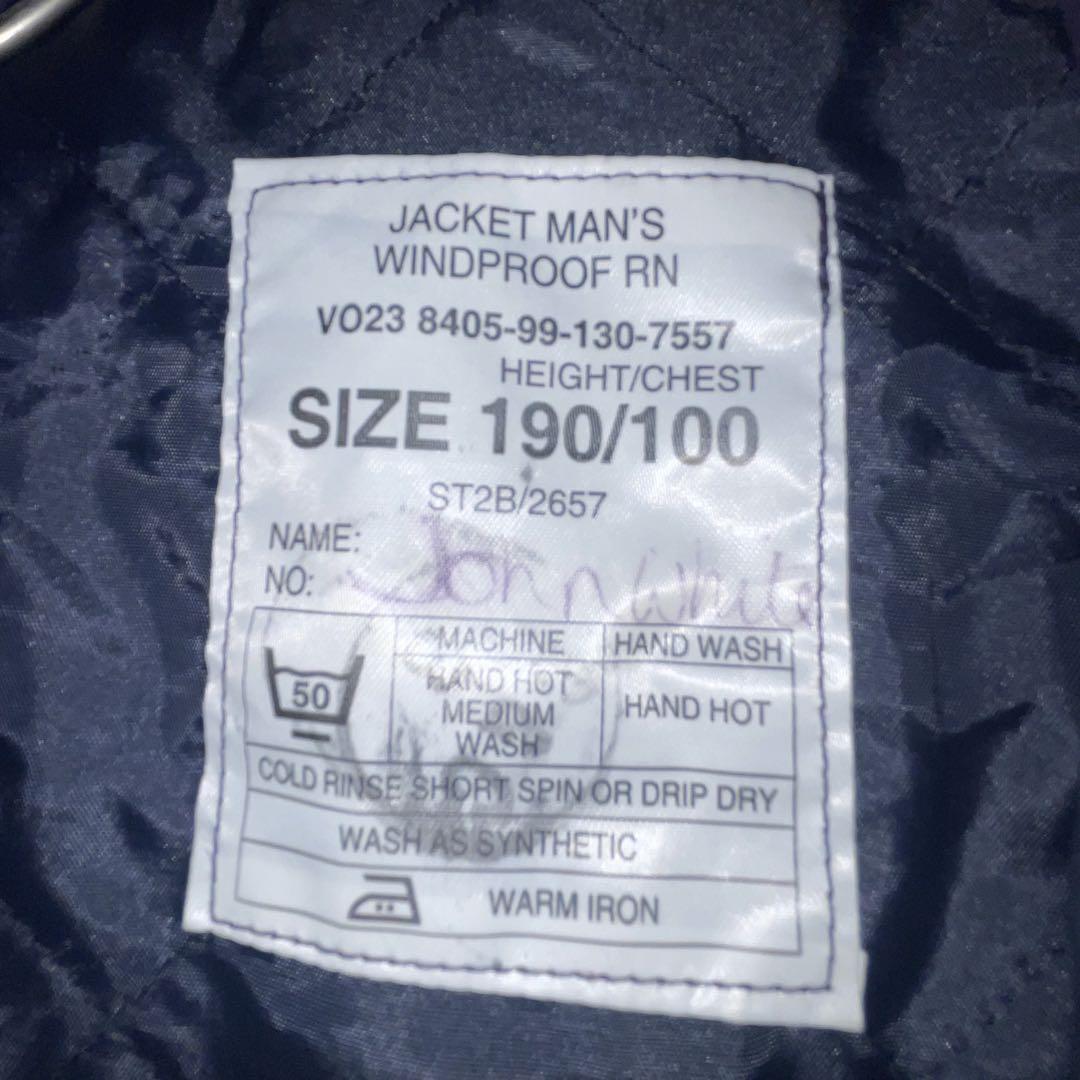 JACKET MAN'S
WINDPROOF RN
VO23 8405-99-130-7557
HEIGHT/CHEST
SIZE 190/100
ST2B/2657
NAME:
NO: John White
50
MACHINE HAND WASH
HAND HOT
MEDIUM
WASH
HAND HOT
COLD RINSE SHORT SPIN OR DRIP DRY
WASH AS SYNTHETIC
WARM IRON